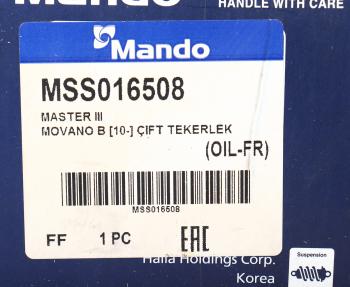 Mando
HANDLE WITH CARE
Mando
MSS016508
MASTER III
MOVANO B [10-] ÇIFT TEKERLEK
(OIL-FR)
MSS016508
FF 1 PC EAC
Halla Holdings Corp.
Korea
Suspension